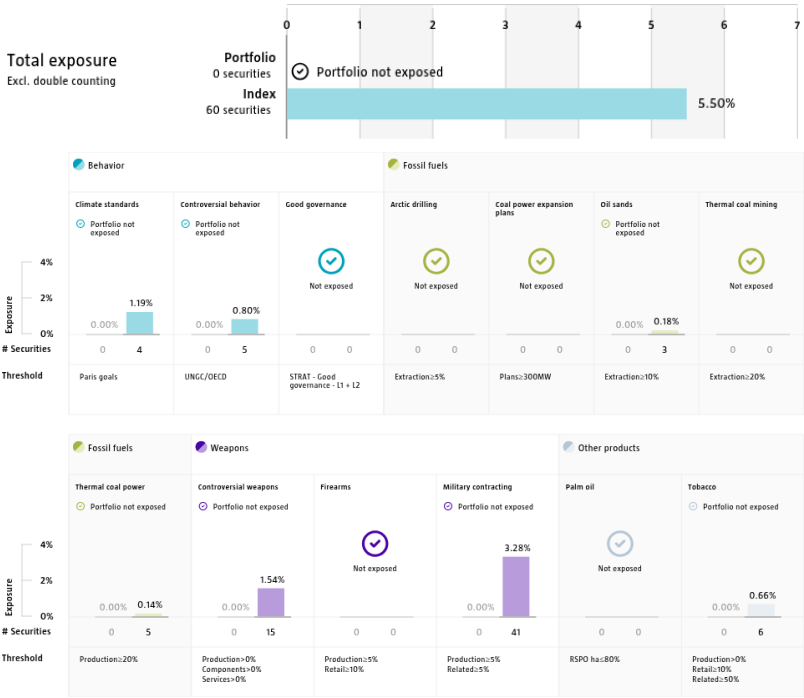 0 1 2 3 4 5 6 7
Total exposure
Excl. double counting
Portfolio
0 securities
Portfolio not exposed
Index
60 securities
5.50%
Behavior
Fossil fuels
Climate standards
Controversial behavior
Good governance
Arctic drilling
Coal power expansion
plans
Oil sands
Thermal coal mining
Portfolio not
exposed
Portfolio not
exposed
Portfolio not
exposed
Not exposed
Not exposed
Not exposed
Not exposed
Exposure
4%
2%
0%
0.00% 1.19%
0.00% 0.80%
0.00% 0.18%
# Securities 0 4 0 5 0 0 0 0 0 0 0 3 0 0
Threshold
Paris goals
UNGC/OECD
STRAT - Good
governance - L1 + L2
Extraction≥5%
Plans≥300MW
Extraction≥10%
Extraction≥20%
Fossil fuels
Weapons
Other products
Thermal coal power
Controversial weapons
Firearms
Military contracting
Palm oil
Tobacco
Portfolio not exposed
Portfolio not exposed
Portfolio not exposed
Portfolio not exposed
Not exposed
Not exposed
Exposure
4%
2%
0%
0.00% 0.14%
0.00% 1.54%
0.00% 3.28%
0.00% 0.66%
# Securities 0 5 0 15 0 0 0 41 0 0 0 6
Threshold
Production≥20%
Production>0%
Components>0%
Services>0%
Production≥5%
Retail≥10%
Production≥5%
Related≥5%
RSPO ha≤80%
Production>0%
Retail≥10%
Related≥50%